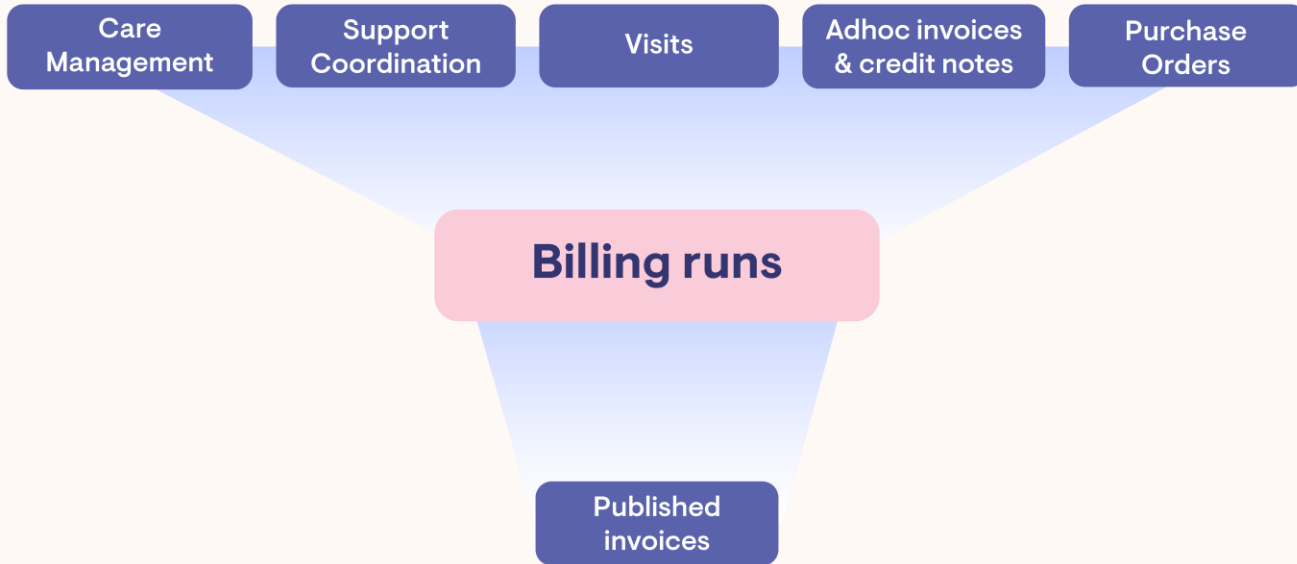 Care
Management
Support
Coordination
Visits
Adhoc invoices
& credit notes
Purchase
Orders
Billing runs
Published
invoices